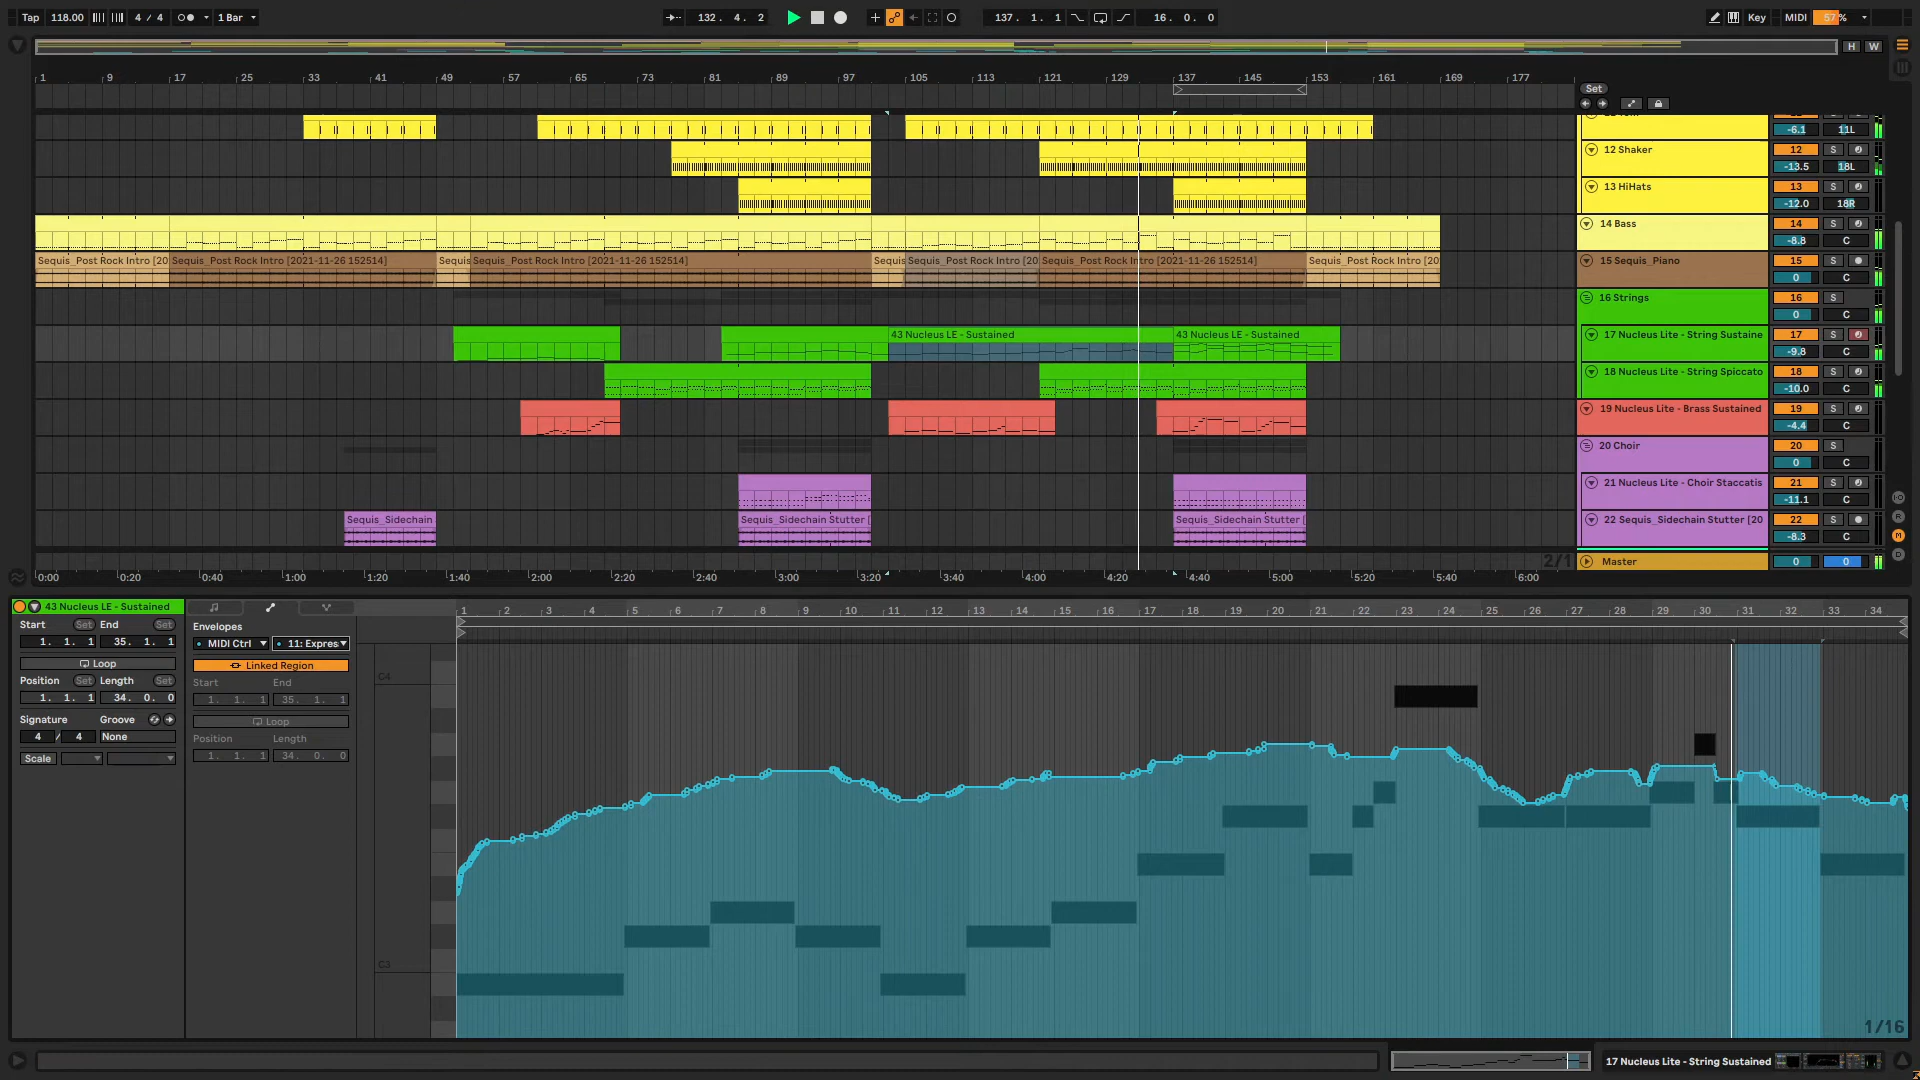 Tap 118.00 4 / 4 1 Bar 132. 4. 2 137. 1. 1 16. 0. 0 Key MIDI 57 %
H W
1 9 17 25 33 41 49 57 65 73 81 89 97 105 113 121 129 137 145 153 161 169 177
Set
-6.1 11L
12 Shaker 12 S
-13.5 18L
13 HiHats 13 S
-12.0 18R
14 Bass 14 S
-8.8 C
Sequis_Post Rock Intro [20 Sequis_Post Rock Intro [2021-11-26 152514] Sequis Sequis_Post Rock Intro [2021-11-26 152514] Sequis Sequis_Post Rock Intro [20 Sequis_Post Rock Intro [2021-11-26 152514] Sequis_Post Rock Intro [20 15 Sequis_Piano 15 S
0 C
16 Strings 16 S
0 C
43 Nucleus LE - Sustained 43 Nucleus LE - Sustained 17 Nucleus Lite - String Sustaine 17 S
-9.8 C
18 Nucleus Lite - String Spiccato 18 S
-10.0 C
19 Nucleus Lite - Brass Sustained 19 S
-4.4 C
20 Choir 20 S
0 C
21 Nucleus Lite - Choir Staccatis 21 S
-11.1 C
Sequis_Sidechain Sequis_Sidechain Stutter [ Sequis_Sidechain Stutter [ 22 Sequis_Sidechain Stutter [20 22 S
-8.3 C
2/1 Master 0 0
0:00 0:20 0:40 1:00 1:20 1:40 2:00 2:20 2:40 3:00 3:20 3:40 4:00 4:20 4:40 5:00 5:20 5:40 6:00
IO
R
M
D
43 Nucleus LE - Sustained
1 2 3 4 5 6 7 8 9 10 11 12 13 14 15 16 17 18 19 20 21 22 23 24 25 26 27 28 29 30 31 32 33 34
Start Set End Set
1. 1. 1 35. 1. 1
Loop
Position Set Length Set
1. 1. 1 34. 0. 0
Signature Groove
4 / 4 None
Scale
Envelopes
MIDI Ctrl 11: Expres
Linked Region
Start End
1. 1. 1 35. 1. 1
Loop
Position Length
1. 1. 1 34. 0. 0
C4
C3
1/16
17 Nucleus Lite - String Sustained